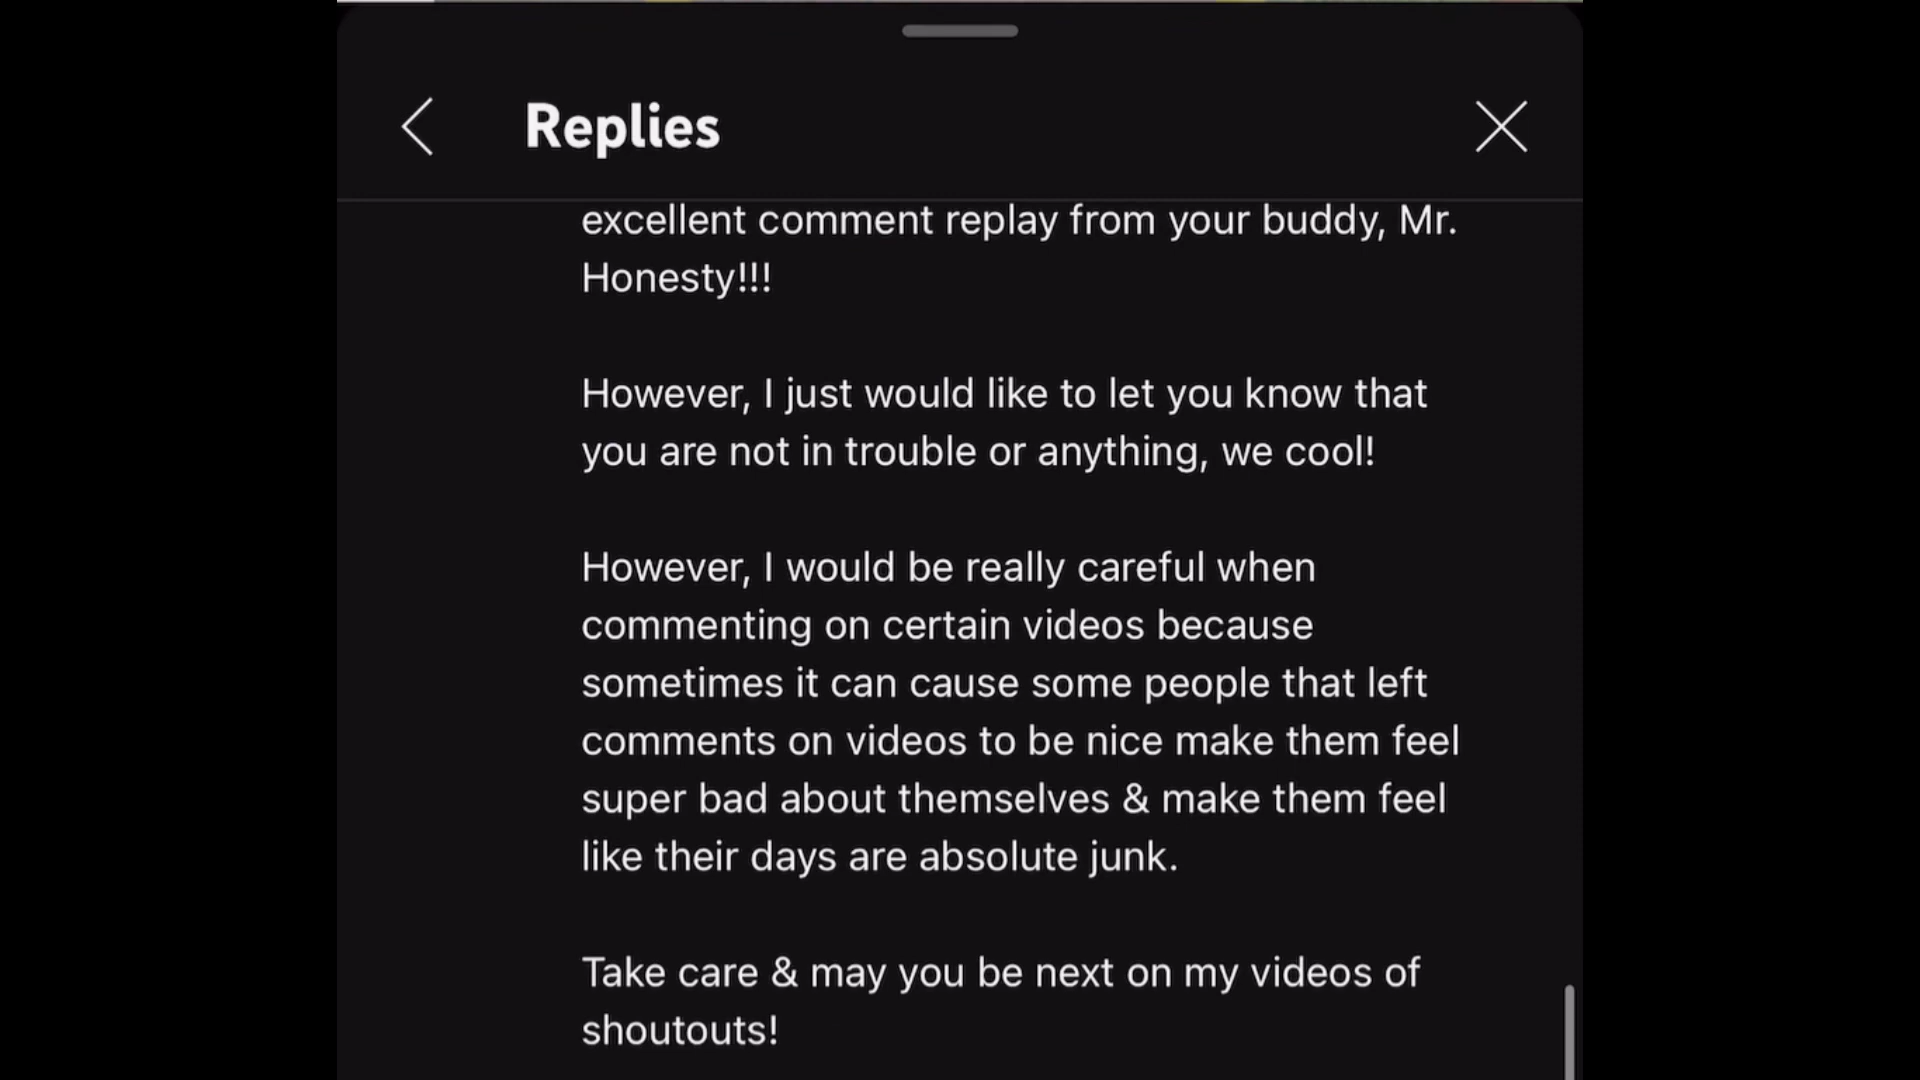 Replies
excellent comment replay from your buddy, Mr.
Honesty!!!
However, I just would like to let you know that
you are not in trouble or anything, we cool!
However, I would be really careful when
commenting on certain videos because
sometimes it can cause some people that left
comments on videos to be nice make them feel
super bad about themselves & make them feel
like their days are absolute junk.
Take care & may you be next on my videos of
shoutouts!